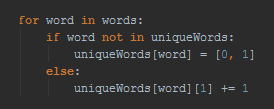 for word in words:
    if word not in uniqueWords:
        uniqueWords[word] = [0, 1]
    else:
        uniqueWords[word][1] += 1